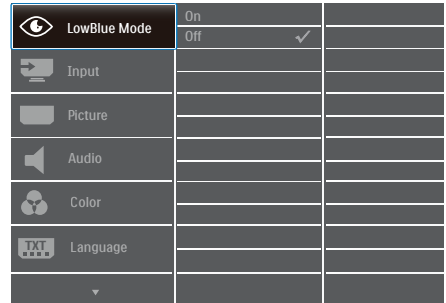 LowBlue Mode
On
Off
Input
Picture
Audio
Color
TXT
Language